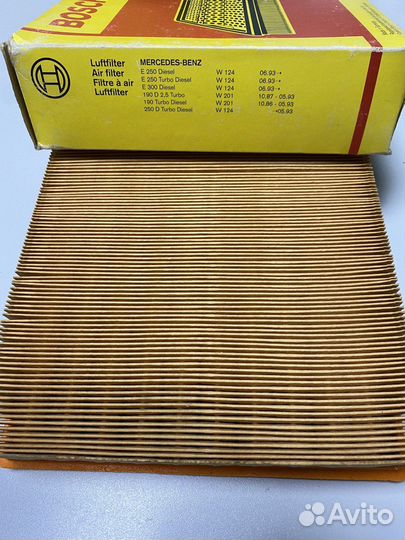 BOSCH
Luftfilter
Air filter
Filtre à air
Luftfilter
MERCEDES-BENZ
E 250 Diesel W 124 06.93→
E 250 Turbo Diesel W 124 06.93→
E 300 Diesel W 124 06.93→
190 D 2,5 Turbo W 201 10.87 - 05.93
190 Turbo Diesel W 201 10.86 - 05.93
250 D Turbo Diesel W 124 →05.93
Avito